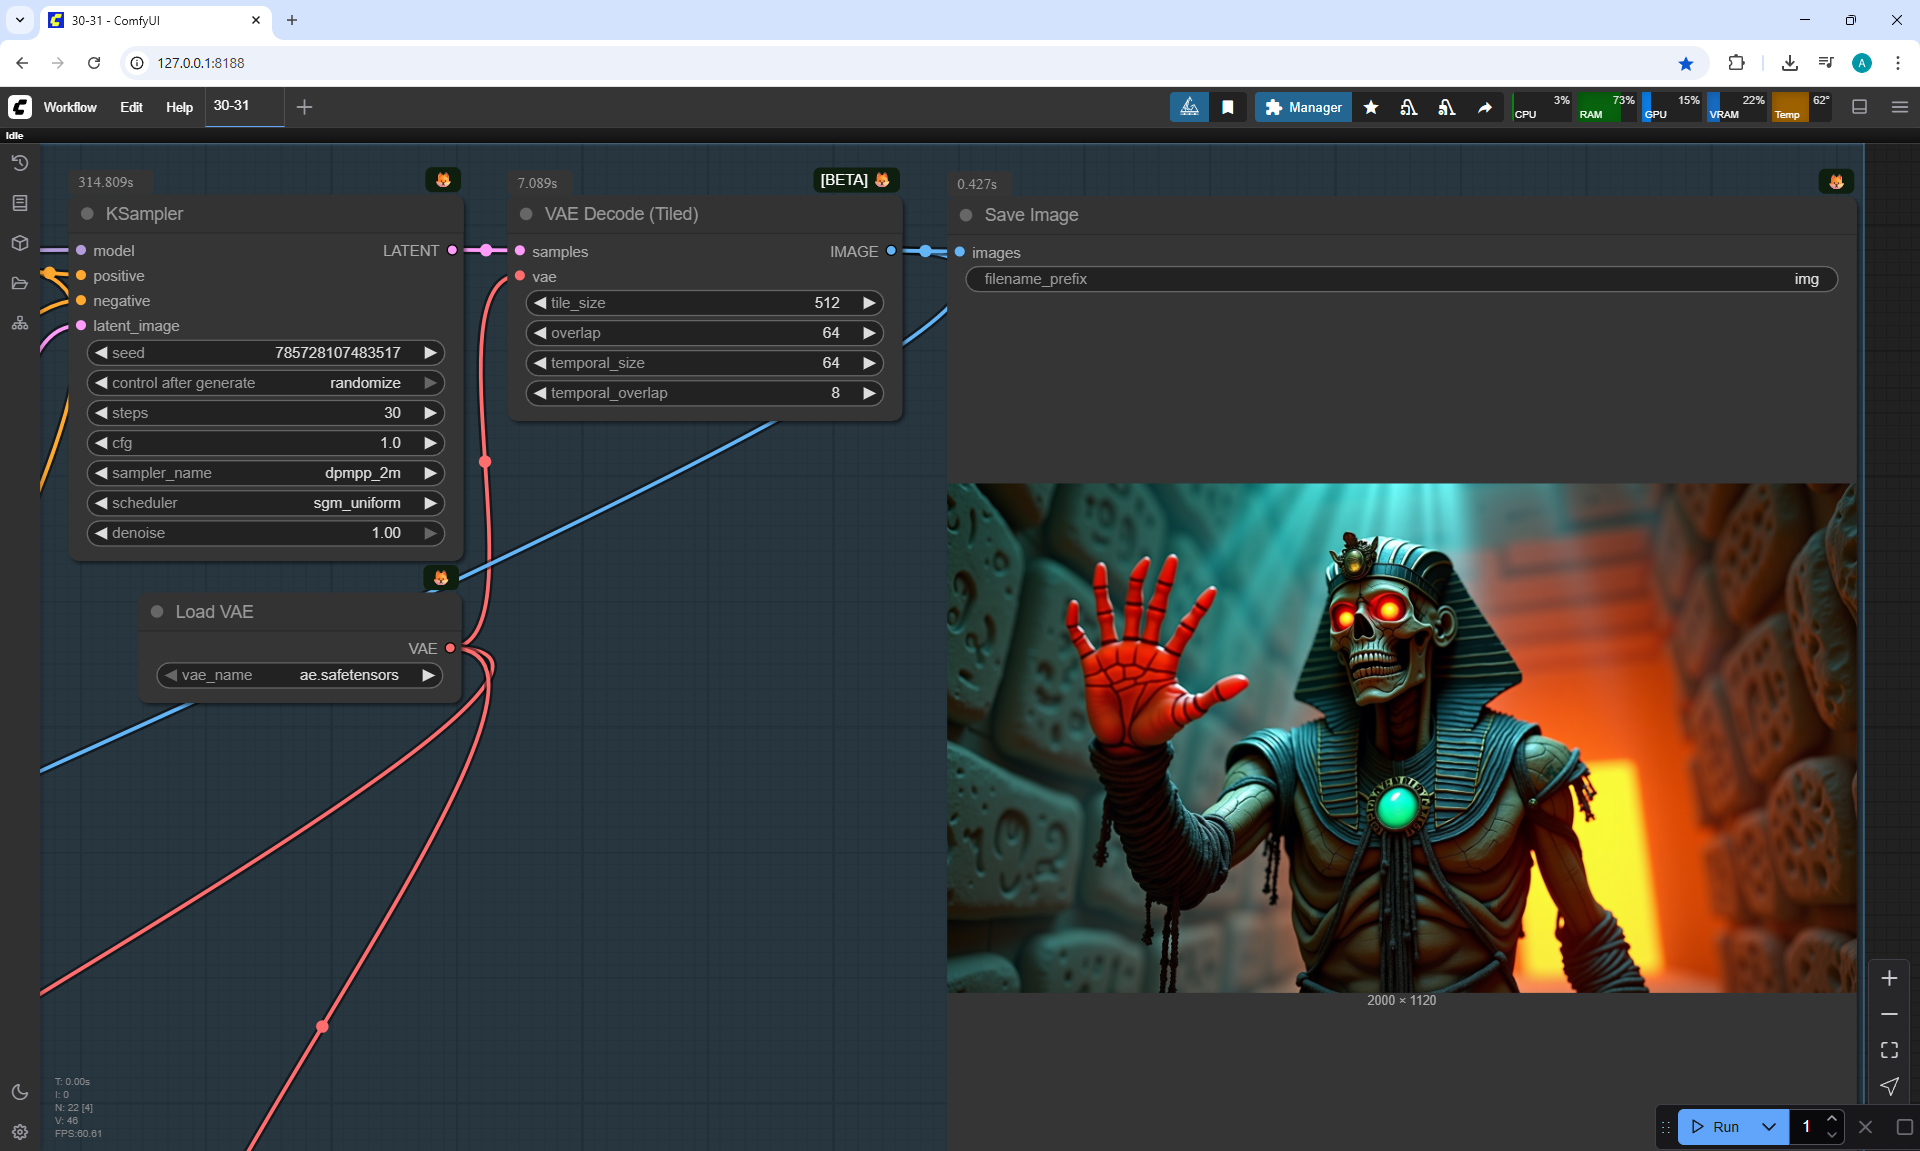 30-31 - ComfyUI
127.0.0.1:8188
A
Workflow Edit Help 30-31
Manager
CPU 3% RAM 73% GPU 15% VRAM 22% Temp 62°
Idle
314.809s
KSampler
model LATENT
positive
negative
latent_image
seed 785728107483517
control after generate randomize
steps 30
cfg 1.0
sampler_name dpmpp_2m
scheduler sgm_uniform
denoise 1.00
7.089s
[BETA]
VAE Decode (Tiled)
samples IMAGE
vae
tile_size 512
overlap 64
temporal_size 64
temporal_overlap 8
0.427s
Save Image
images
filename_prefix img
2000 × 1120
Load VAE
VAE
vae_name ae.safetensors
T: 0.00s
I: 0
N: 22 [4]
V: 46
FPS:60.61
Run 1